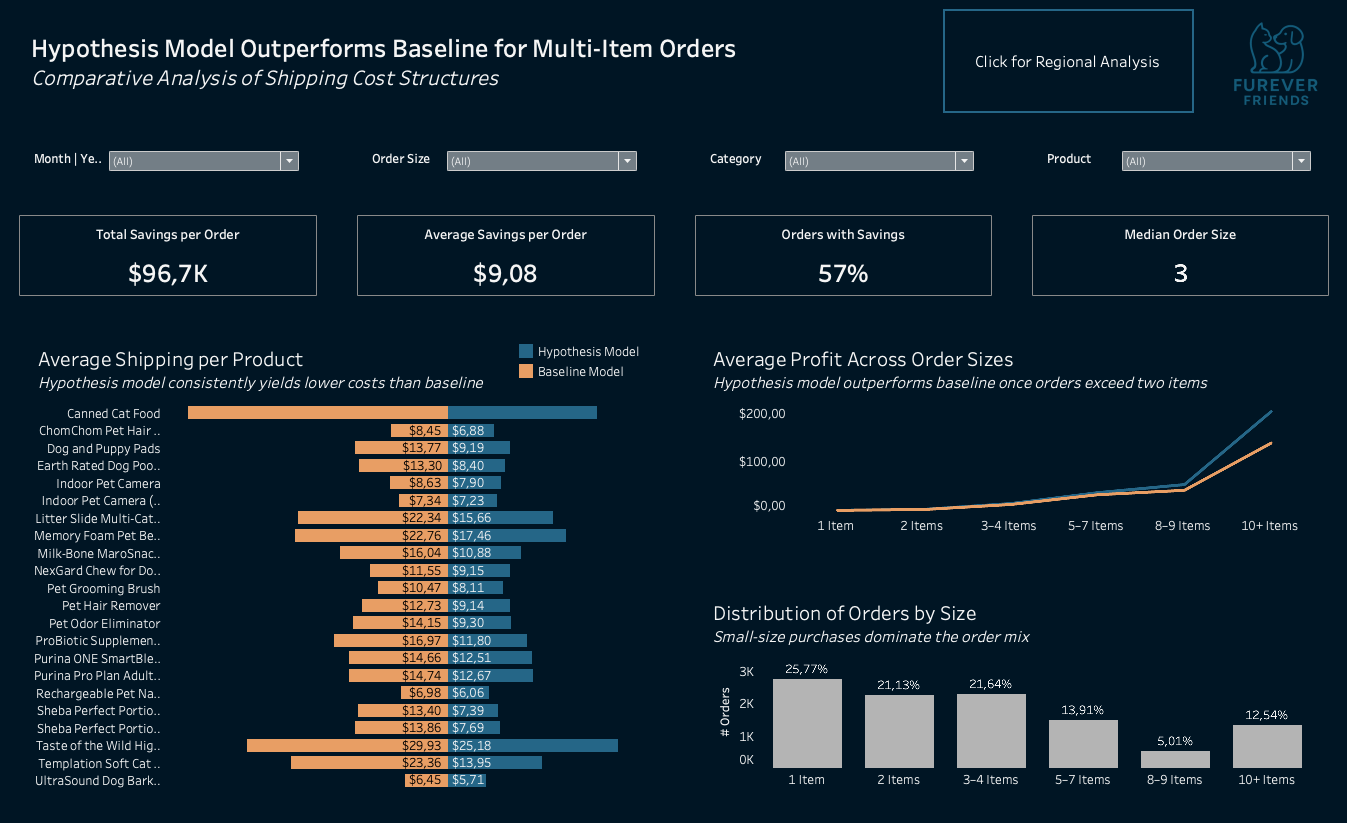 Hypothesis Model Outperforms Baseline for Multi-Item Orders
Comparative Analysis of Shipping Cost Structures
Click for Regional Analysis
FUREVER
FRIENDS
Month | Ye.. (All)
Order Size (All)
Category (All)
Product (All)
Total Savings per Order
$96,7K
Average Savings per Order
$9,08
Orders with Savings
57%
Median Order Size
3
Average Shipping per Product
Hypothesis model consistently yields lower costs than baseline
Hypothesis Model
Baseline Model
Canned Cat Food
ChomChom Pet Hair .. $8,45 $6,88
Dog and Puppy Pads $13,77 $9,19
Earth Rated Dog Poo.. $13,30 $8,40
Indoor Pet Camera $8,63 $7,90
Indoor Pet Camera (.. $7,34 $7,23
Litter Slide Multi-Cat.. $22,34 $15,66
Memory Foam Pet Be.. $22,76 $17,46
Milk-Bone MaroSnac.. $16,04 $10,88
NexGard Chew for Do.. $11,55 $9,15
Pet Grooming Brush $10,47 $8,11
Pet Hair Remover $12,73 $9,14
Pet Odor Eliminator $14,15 $9,30
ProBiotic Supplemen.. $16,97 $11,80
Purina ONE SmartBle.. $14,66 $12,51
Purina Pro Plan Adult.. $14,74 $12,67
Rechargeable Pet Na.. $6,98 $6,06
Sheba Perfect Portio.. $13,40 $7,39
Sheba Perfect Portio.. $13,86 $7,69
Taste of the Wild Hig.. $29,93 $25,18
Templation Soft Cat .. $23,36 $13,95
UltraSound Dog Bark.. $6,45 $5,71
Average Profit Across Order Sizes
Hypothesis model outperforms baseline once orders exceed two items
$200,00
$100,00
$0,00
1 Item 2 Items 3–4 Items 5–7 Items 8–9 Items 10+ Items
Distribution of Orders by Size
Small-size purchases dominate the order mix
# Orders
3K
2K
1K
0K
25,77% 21,13% 21,64% 13,91% 5,01% 12,54%
1 Item 2 Items 3–4 Items 5–7 Items 8–9 Items 10+ Items